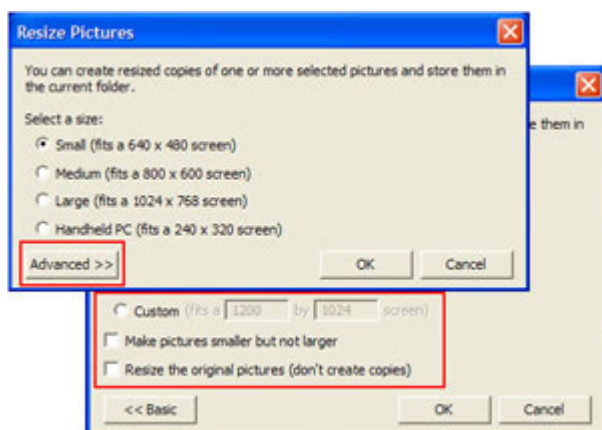 Resize Pictures
You can create resized copies of one or more selected pictures and store them in
the current folder.
Select a size:
Small (fits a 640 x 480 screen)
Medium (fits a 800 x 600 screen)
Large (fits a 1024 x 768 screen)
Handheld PC (fits a 240 x 320 screen)
Advanced >>
OK
Cancel
e them in
Custom (fits a 1200 by 1024 screen)
Make pictures smaller but not larger
Resize the original pictures (don't create copies)
<< Basic
OK
Cancel